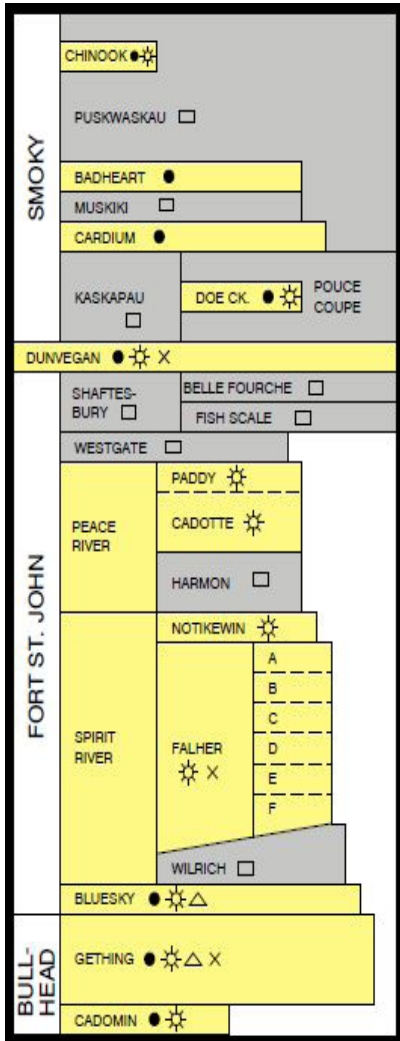 SMOKY
CHINOOK
PUSKWASKAU
BADHEART
MUSKIKI
CARDIUM
KASKAPAU
DOE CK.
POUCE
COUPE
DUNVEGAN X
FORT ST. JOHN
SHAFTES-
BURY
BELLE FOURCHE
FISH SCALE
WESTGATE
PEACE
RIVER
PADDY
CADOTTE
HARMON
SPIRIT
RIVER
NOTIKEWIN
FALHER
X
A
B
C
D
E
F
WILRICH
BLUESKY
BULL-
HEAD
GETHING X
CADOMIN